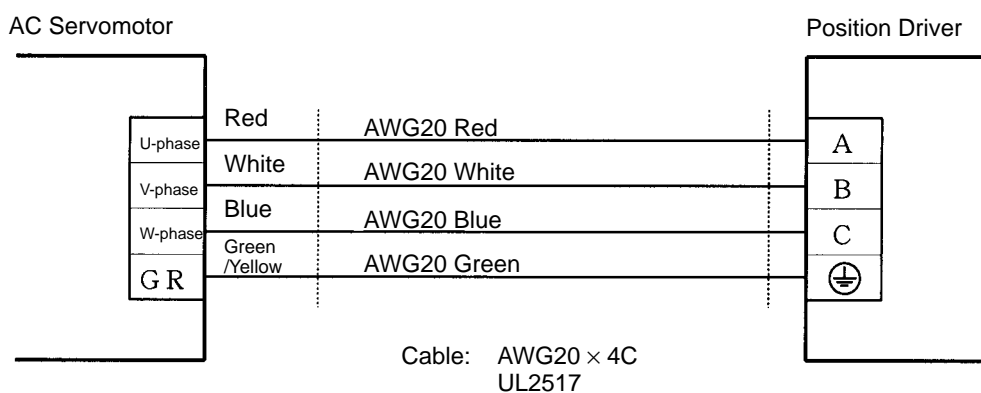 AC Servomotor
Position Driver
U-phase
Red
AWG20 Red
A
V-phase
White
AWG20 White
B
W-phase
Blue
AWG20 Blue
C
G R
Green
/Yellow
AWG20 Green
Cable: AWG20 × 4C
UL2517